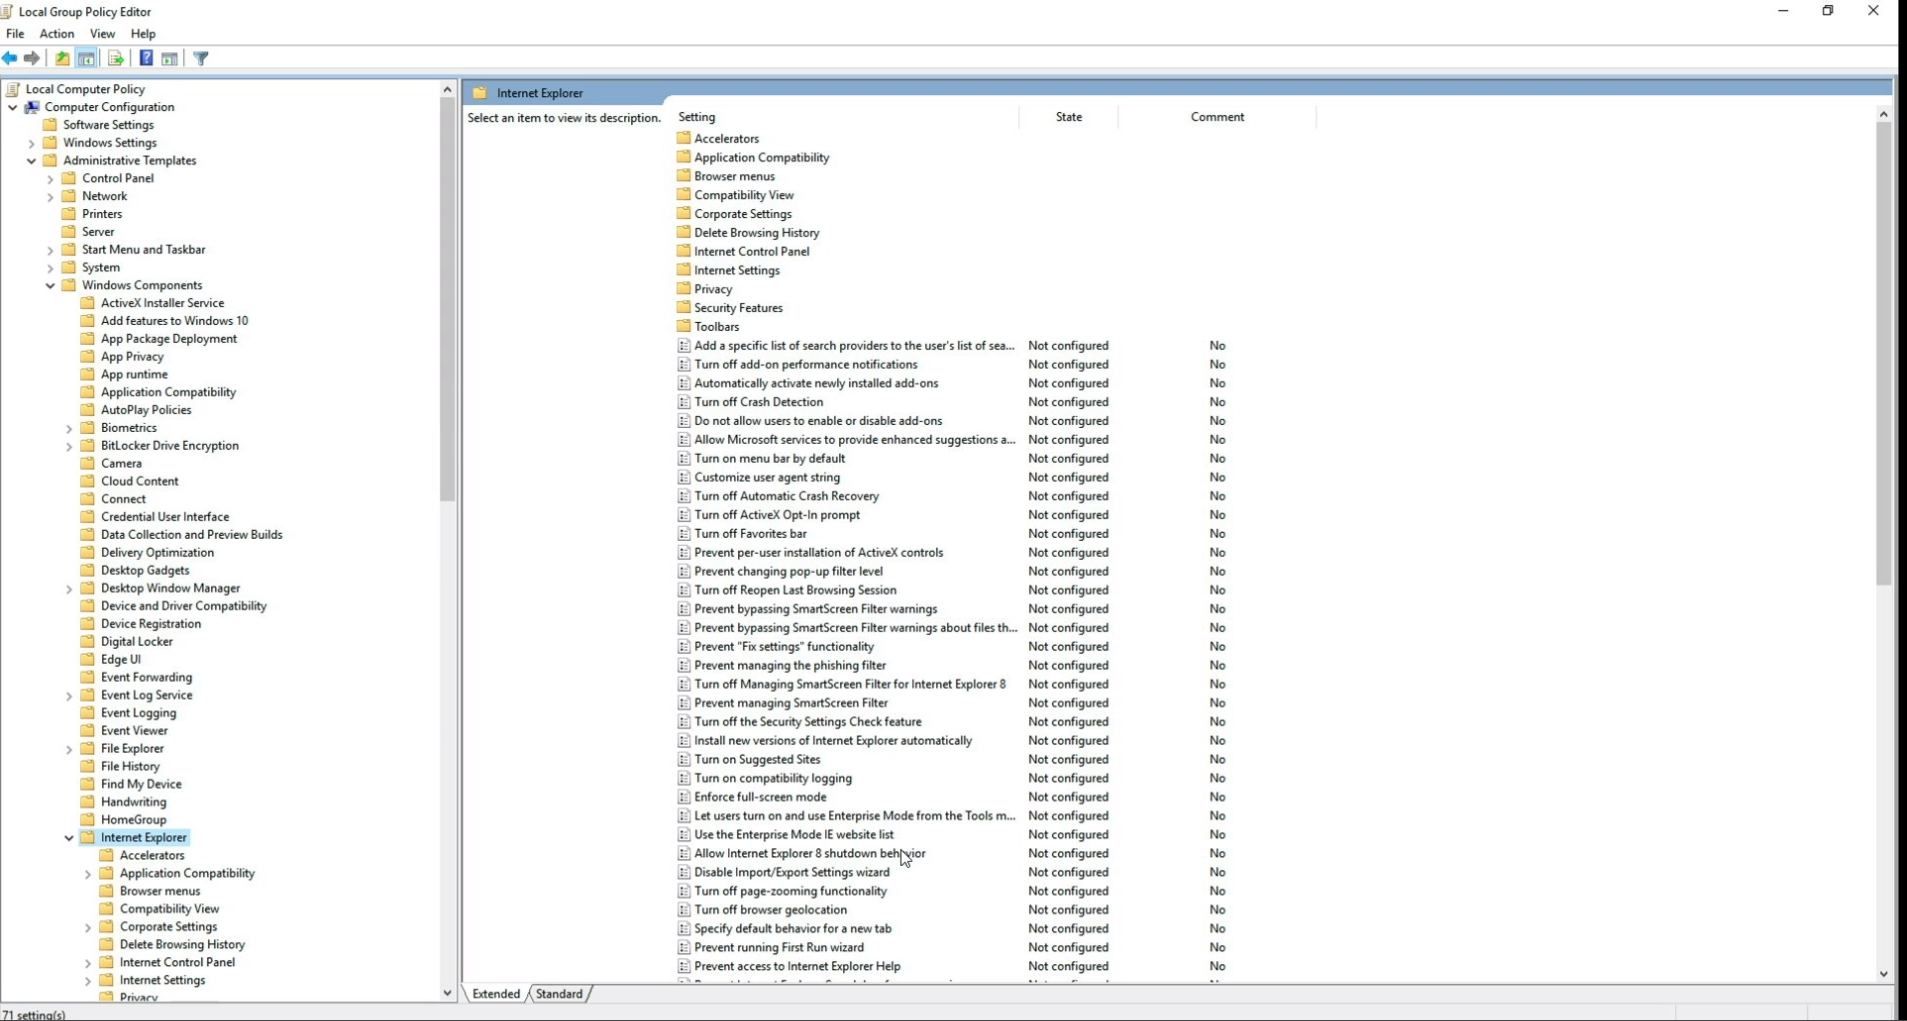 Local Group Policy Editor
File Action View Help
Local Computer Policy
Computer Configuration
Software Settings
Windows Settings
Administrative Templates
Control Panel
Network
Printers
Server
Start Menu and Taskbar
System
Windows Components
ActiveX Installer Service
Add features to Windows 10
App Package Deployment
App Privacy
App runtime
Application Compatibility
AutoPlay Policies
Biometrics
BitLocker Drive Encryption
Camera
Cloud Content
Connect
Credential User Interface
Data Collection and Preview Builds
Delivery Optimization
Desktop Gadgets
Desktop Window Manager
Device and Driver Compatibility
Device Registration
Digital Locker
Edge UI
Event Forwarding
Event Log Service
Event Logging
Event Viewer
File Explorer
File History
Find My Device
Handwriting
HomeGroup
Internet Explorer
Accelerators
Application Compatibility
Browser menus
Compatibility View
Corporate Settings
Delete Browsing History
Internet Control Panel
Internet Settings
Privacy
Internet Explorer
Select an item to view its description.
Setting State Comment
Accelerators
Application Compatibility
Browser menus
Compatibility View
Corporate Settings
Delete Browsing History
Internet Control Panel
Internet Settings
Privacy
Security Features
Toolbars
Add a specific list of search providers to the user's list of sea... Not configured No
Turn off add-on performance notifications Not configured No
Automatically activate newly installed add-ons Not configured No
Turn off Crash Detection Not configured No
Do not allow users to enable or disable add-ons Not configured No
Allow Microsoft services to provide enhanced suggestions a... Not configured No
Turn on menu bar by default Not configured No
Customize user agent string Not configured No
Turn off Automatic Crash Recovery Not configured No
Turn off ActiveX Opt-In prompt Not configured No
Turn off Favorites bar Not configured No
Prevent per-user installation of ActiveX controls Not configured No
Prevent changing pop-up filter level Not configured No
Turn off Reopen Last Browsing Session Not configured No
Prevent bypassing SmartScreen Filter warnings Not configured No
Prevent bypassing SmartScreen Filter warnings about files th... Not configured No
Prevent "Fix settings" functionality Not configured No
Prevent managing the phishing filter Not configured No
Turn off Managing SmartScreen Filter for Internet Explorer 8 Not configured No
Prevent managing SmartScreen Filter Not configured No
Turn off the Security Settings Check feature Not configured No
Install new versions of Internet Explorer automatically Not configured No
Turn on Suggested Sites Not configured No
Turn on compatibility logging Not configured No
Enforce full-screen mode Not configured No
Let users turn on and use Enterprise Mode from the Tools m... Not configured No
Use the Enterprise Mode IE website list Not configured No
Allow Internet Explorer 8 shutdown behavior Not configured No
Disable Import/Export Settings wizard Not configured No
Turn off page-zooming functionality Not configured No
Turn off browser geolocation Not configured No
Specify default behavior for a new tab Not configured No
Prevent running First Run wizard Not configured No
Prevent access to Internet Explorer Help Not configured No
Extended Standard
71 setting(s)